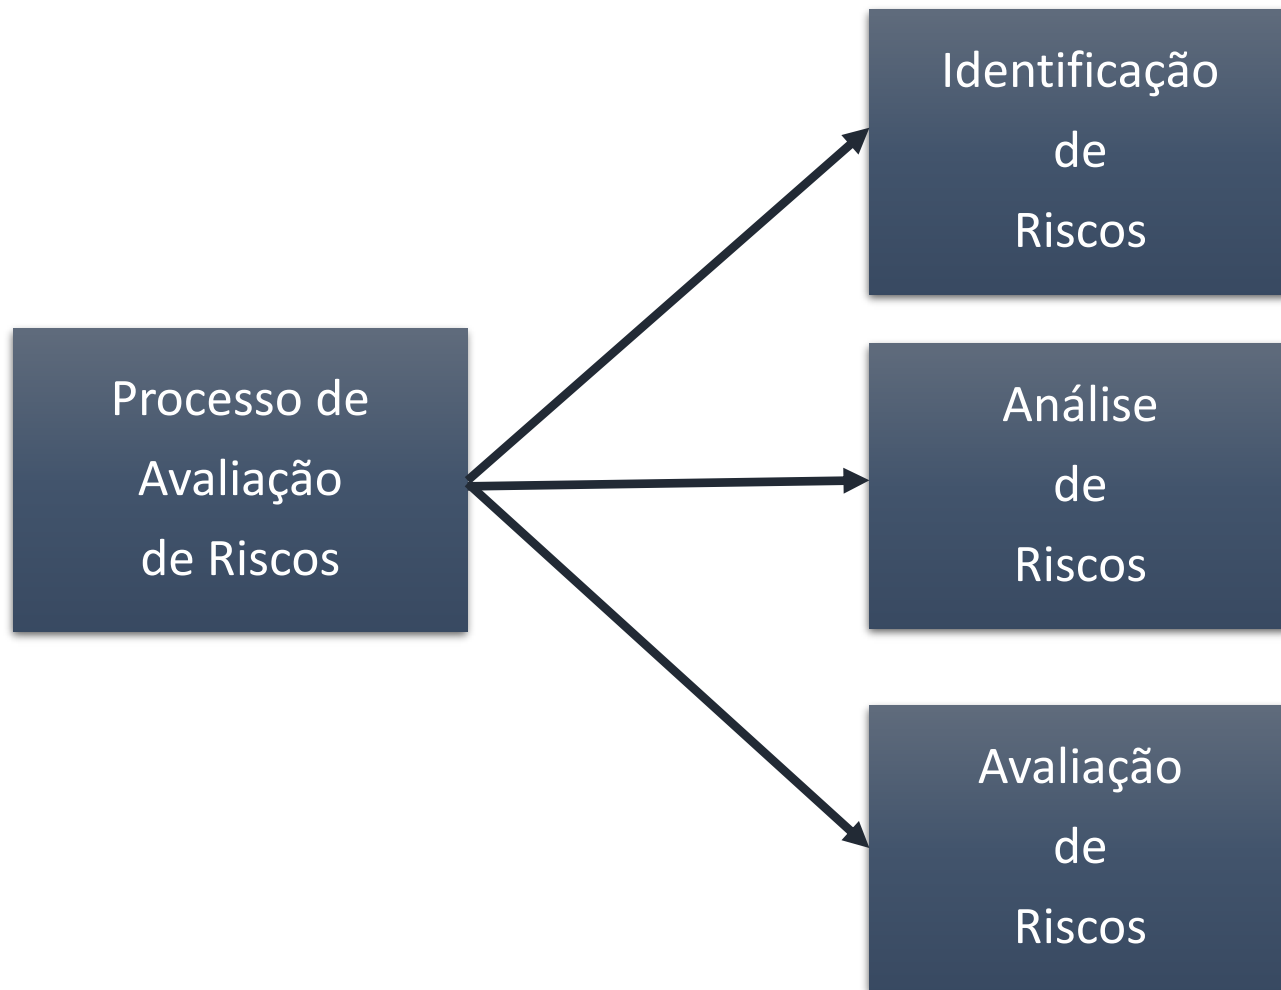 Processo de
Avaliação
de Riscos
Identificação
de
Riscos
Análise
de
Riscos
Avaliação
de
Riscos